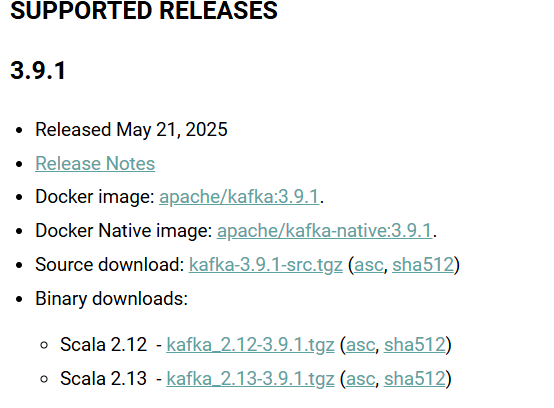 SUPPORTED RELEASES
3.9.1
• Released May 21, 2025
• Release Notes
• Docker image: apache/kafka:3.9.1.
• Docker Native image: apache/kafka-native:3.9.1.
• Source download: kafka-3.9.1-src.tgz (asc, sha512)
• Binary downloads:
◦ Scala 2.12 - kafka_2.12-3.9.1.tgz (asc, sha512)
◦ Scala 2.13 - kafka_2.13-3.9.1.tgz (asc, sha512)